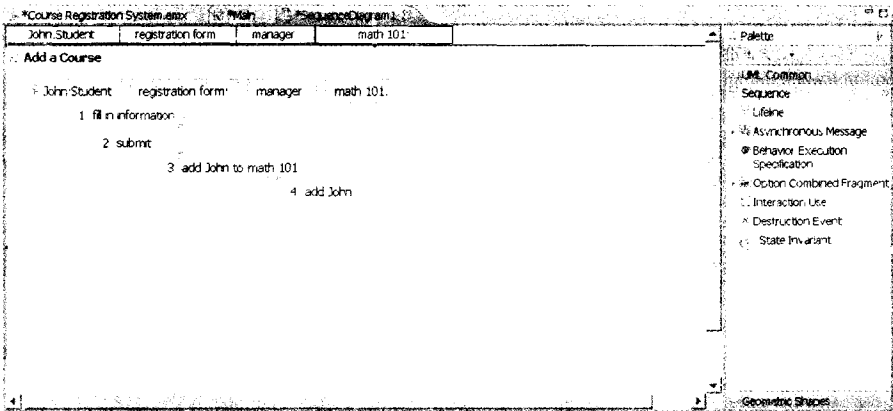 *Course Registration System.emx *Main *SequenceDiagram1
John:Student registration form manager math 101:
Add a Course
John:Student registration form: manager math 101.
1 fill in information
2 submit
3 add John to math 101
4 add John
Palette
UML Common
Sequence
Lifeline
Asynchronous Message
Behavior Execution
Specification
Option Combined Fragment
Interaction Use
Destruction Event
State Invariant
Geometric Shapes